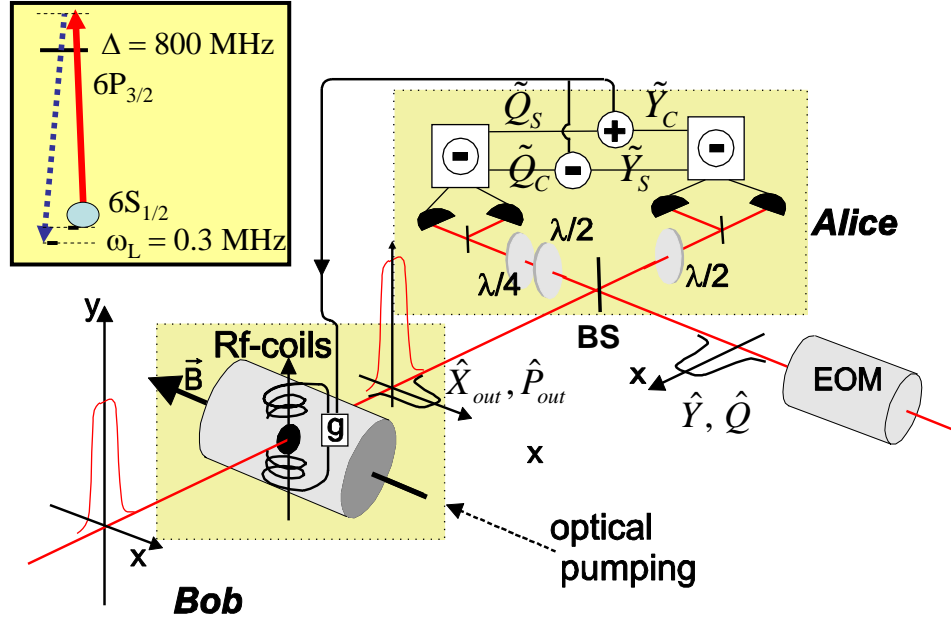 Δ = 800 MHz
6P3/2
6S1/2
ωL = 0.3 MHz
Q̃S
+
ỸC
-
-
Q̃C
-
ỸS
Alice
λ/2
λ/4
λ/2
BS
y
Rf-coils
B⃗
g
X̂out, P̂out
x
EOM
Ŷ, Q̂
x
x
optical
pumping
Bob